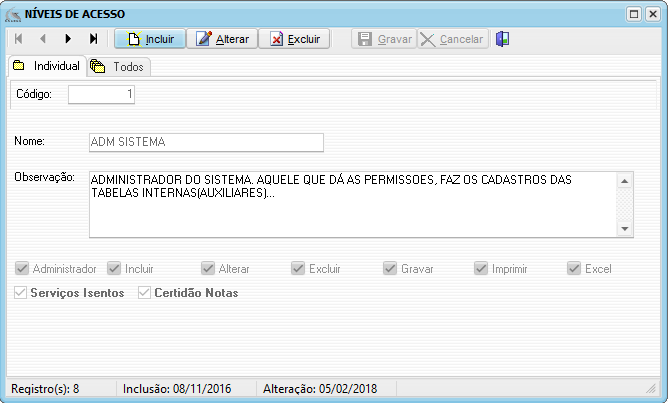 NÍVEIS DE ACESSO
Incluir Alterar Excluir Gravar Cancelar
Individual Todos
Código: 1
Nome: ADM SISTEMA
Observação: ADMINISTRADOR DO SISTEMA. AQUELE QUE DÁ AS PERMISSOES, FAZ OS CADASTROS DAS
TABELAS INTERNAS(AUXILIARES)...
Administrador Incluir Alterar Excluir Gravar Imprimir Excel
Serviços Isentos Certidão Notas
Registro(s): 8 Inclusão: 08/11/2016 Alteração: 05/02/2018